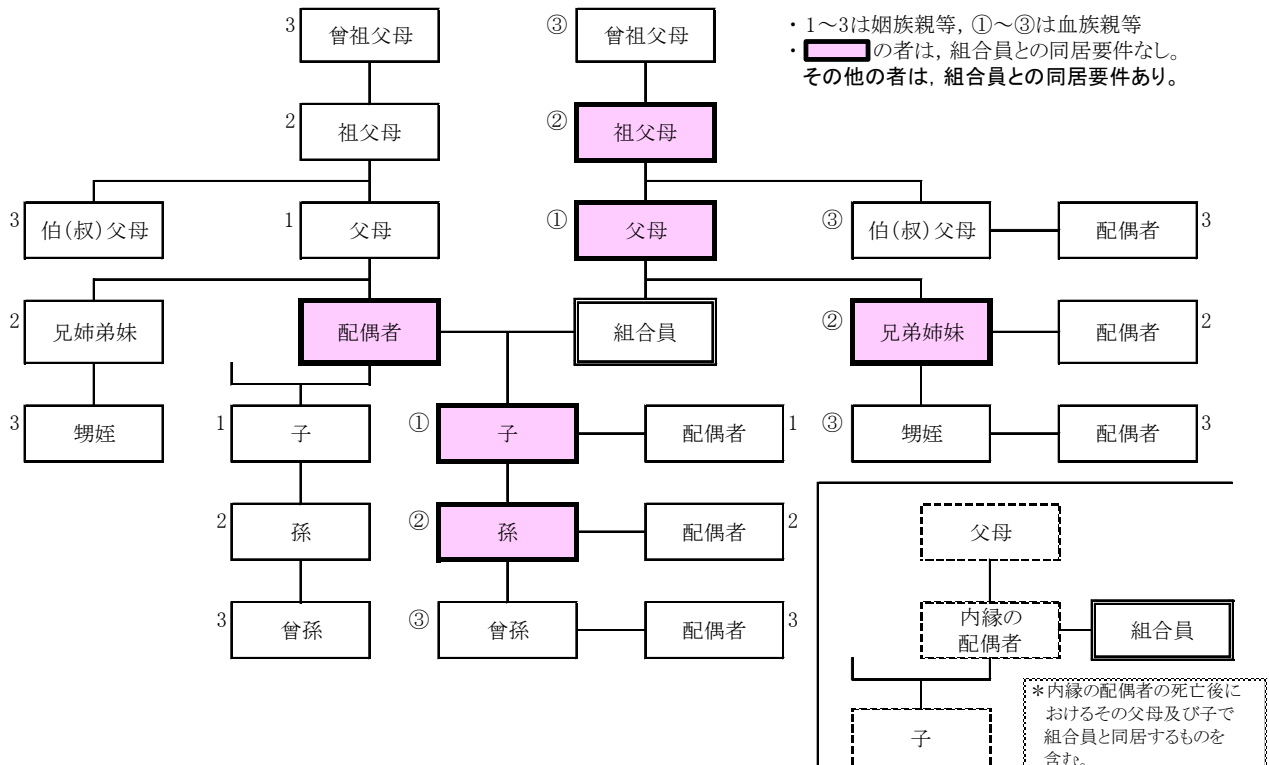 3 曾祖父母
③ 曾祖父母
・1~3は姻族親等, ①~③は血族親等
・の者は, 組合員との同居要件なし。
その他の者は, 組合員との同居要件あり。
2 祖父母
② 祖父母
3 伯(叔)父母
1 父母
① 父母
③ 伯(叔)父母
配偶者 3
2 兄姉弟妹
配偶者
組合員
② 兄弟姉妹
配偶者 2
3 甥姪
1 子
① 子
配偶者 1
③ 甥姪
配偶者 3
2 孫
② 孫
配偶者 2
父母
3 曾孫
③ 曾孫
配偶者 3
内縁の
配偶者
組合員
子
*内縁の配偶者の死亡後に
おけるその父母及び子で
組合員と同居するものを
含む。